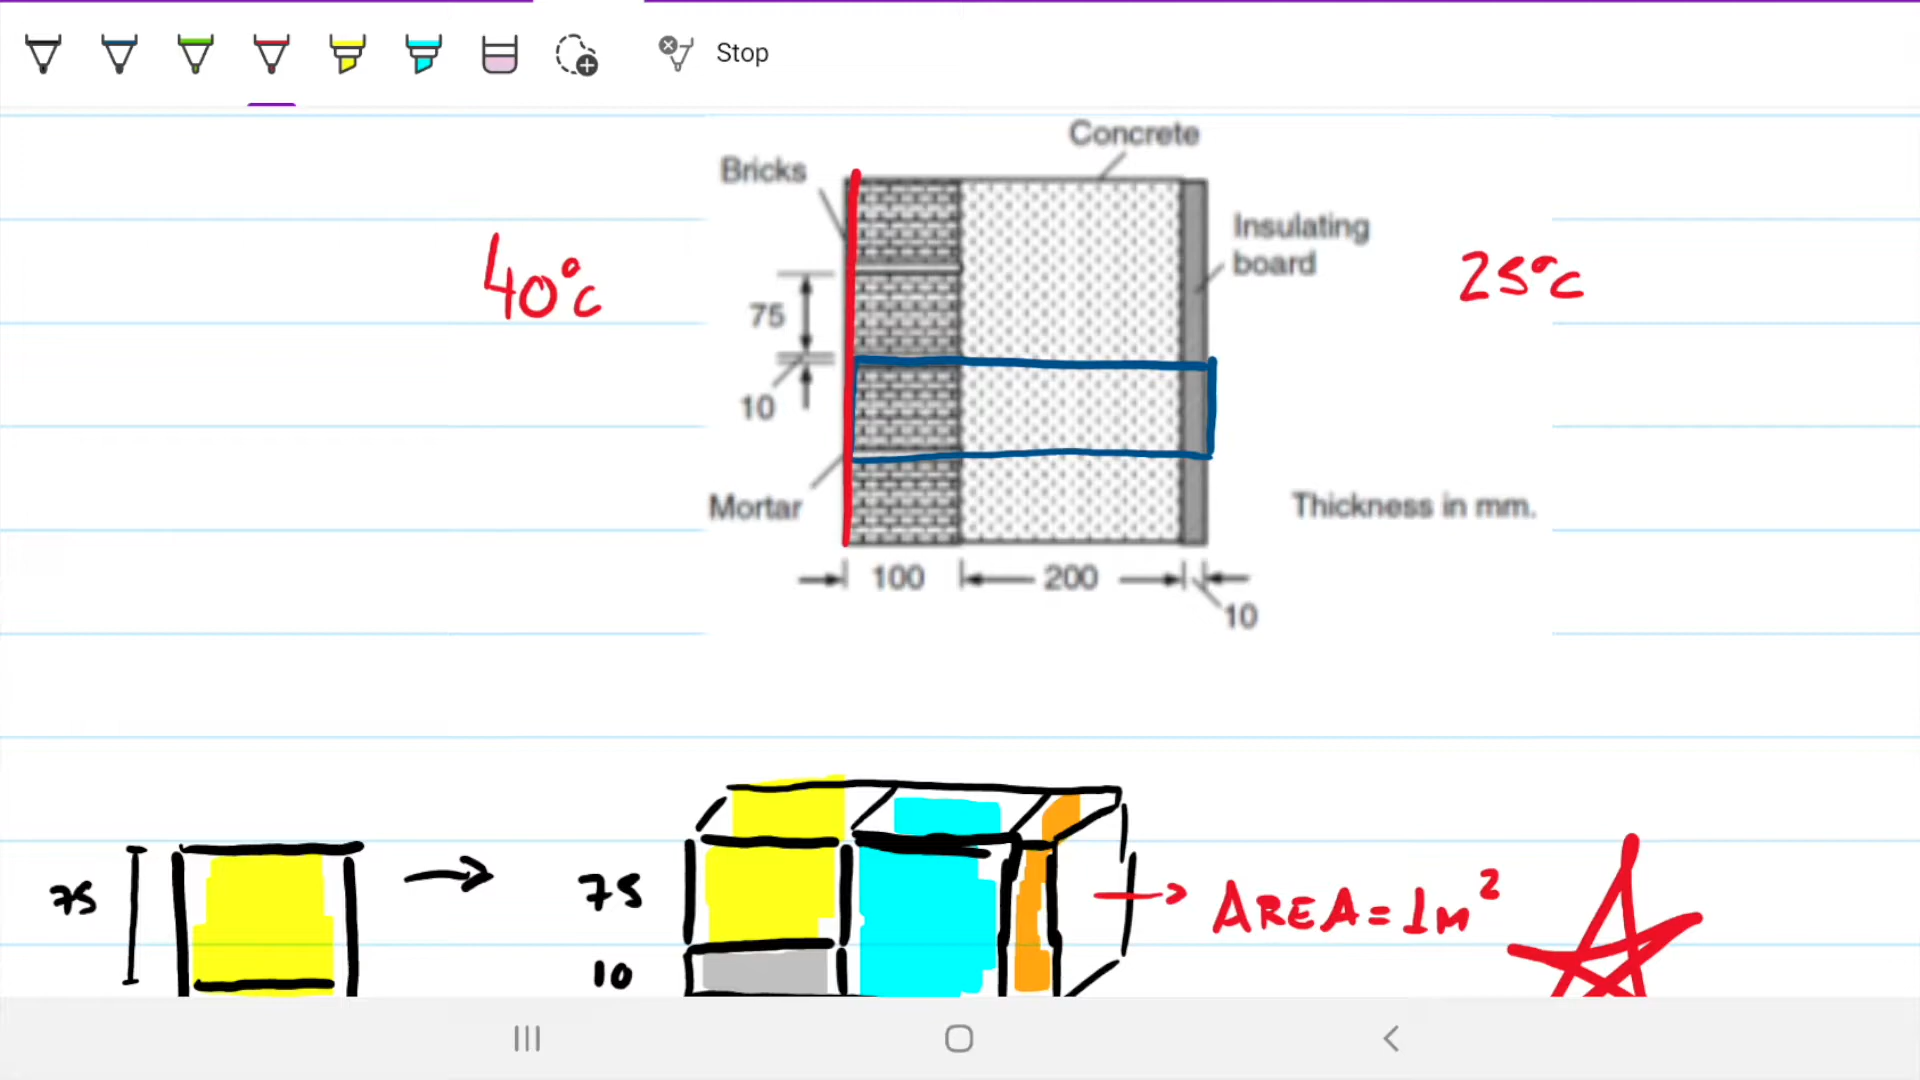 Stop
Concrete
Bricks
Insulating
board
40°c
25°c
75
10
Mortar
Thickness in mm.
100
200
10
75
75
AREA = 1m²
10